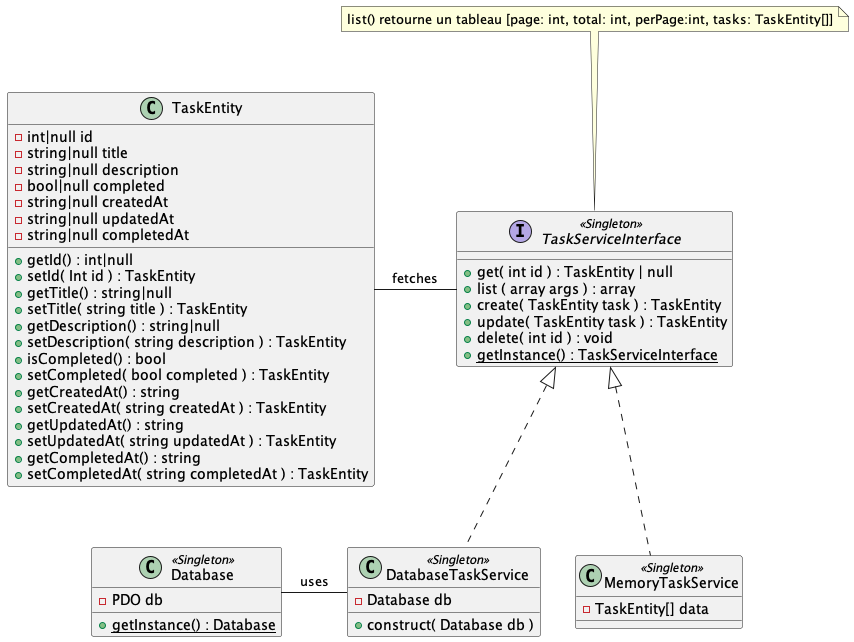 list() retourne un tableau [page: int, total: int, perPage:int, tasks: TaskEntity[]]
C TaskEntity
int|null id
string|null title
string|null description
bool|null completed
string|null createdAt
string|null updatedAt
string|null completedAt
getId() : int|null
setId( Int id ) : TaskEntity
getTitle() : string|null
setTitle( string title ) : TaskEntity
getDescription() : string|null
setDescription( string description ) : TaskEntity
isCompleted() : bool
setCompleted( bool completed ) : TaskEntity
getCreatedAt() : string
setCreatedAt( string createdAt ) : TaskEntity
getUpdatedAt() : string
setUpdatedAt( string updatedAt ) : TaskEntity
getCompletedAt() : string
setCompletedAt( string completedAt ) : TaskEntity
fetches
«Singleton»
I TaskServiceInterface
get( int id ) : TaskEntity | null
list ( array args ) : array
create( TaskEntity task ) : TaskEntity
update( TaskEntity task ) : TaskEntity
delete( int id ) : void
getInstance() : TaskServiceInterface
«Singleton»
C Database
PDO db
getInstance() : Database
uses
«Singleton»
C DatabaseTaskService
Database db
construct( Database db )
«Singleton»
C MemoryTaskService
TaskEntity[] data